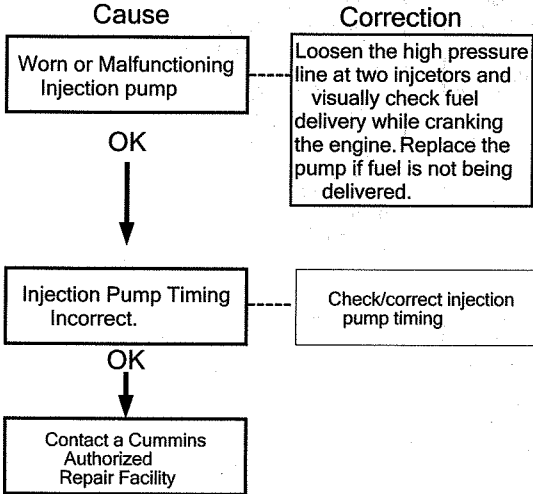 Cause
Correction
Worn or Malfunctioning
Injection pump
Loosen the high pressure
line at two injcetors and
visually check fuel
delivery while cranking
the engine. Replace the
pump if fuel is not being
delivered.
OK
Injection Pump Timing
Incorrect.
Check/correct injection
pump timing
OK
Contact a Cummins
Authorized
Repair Facility